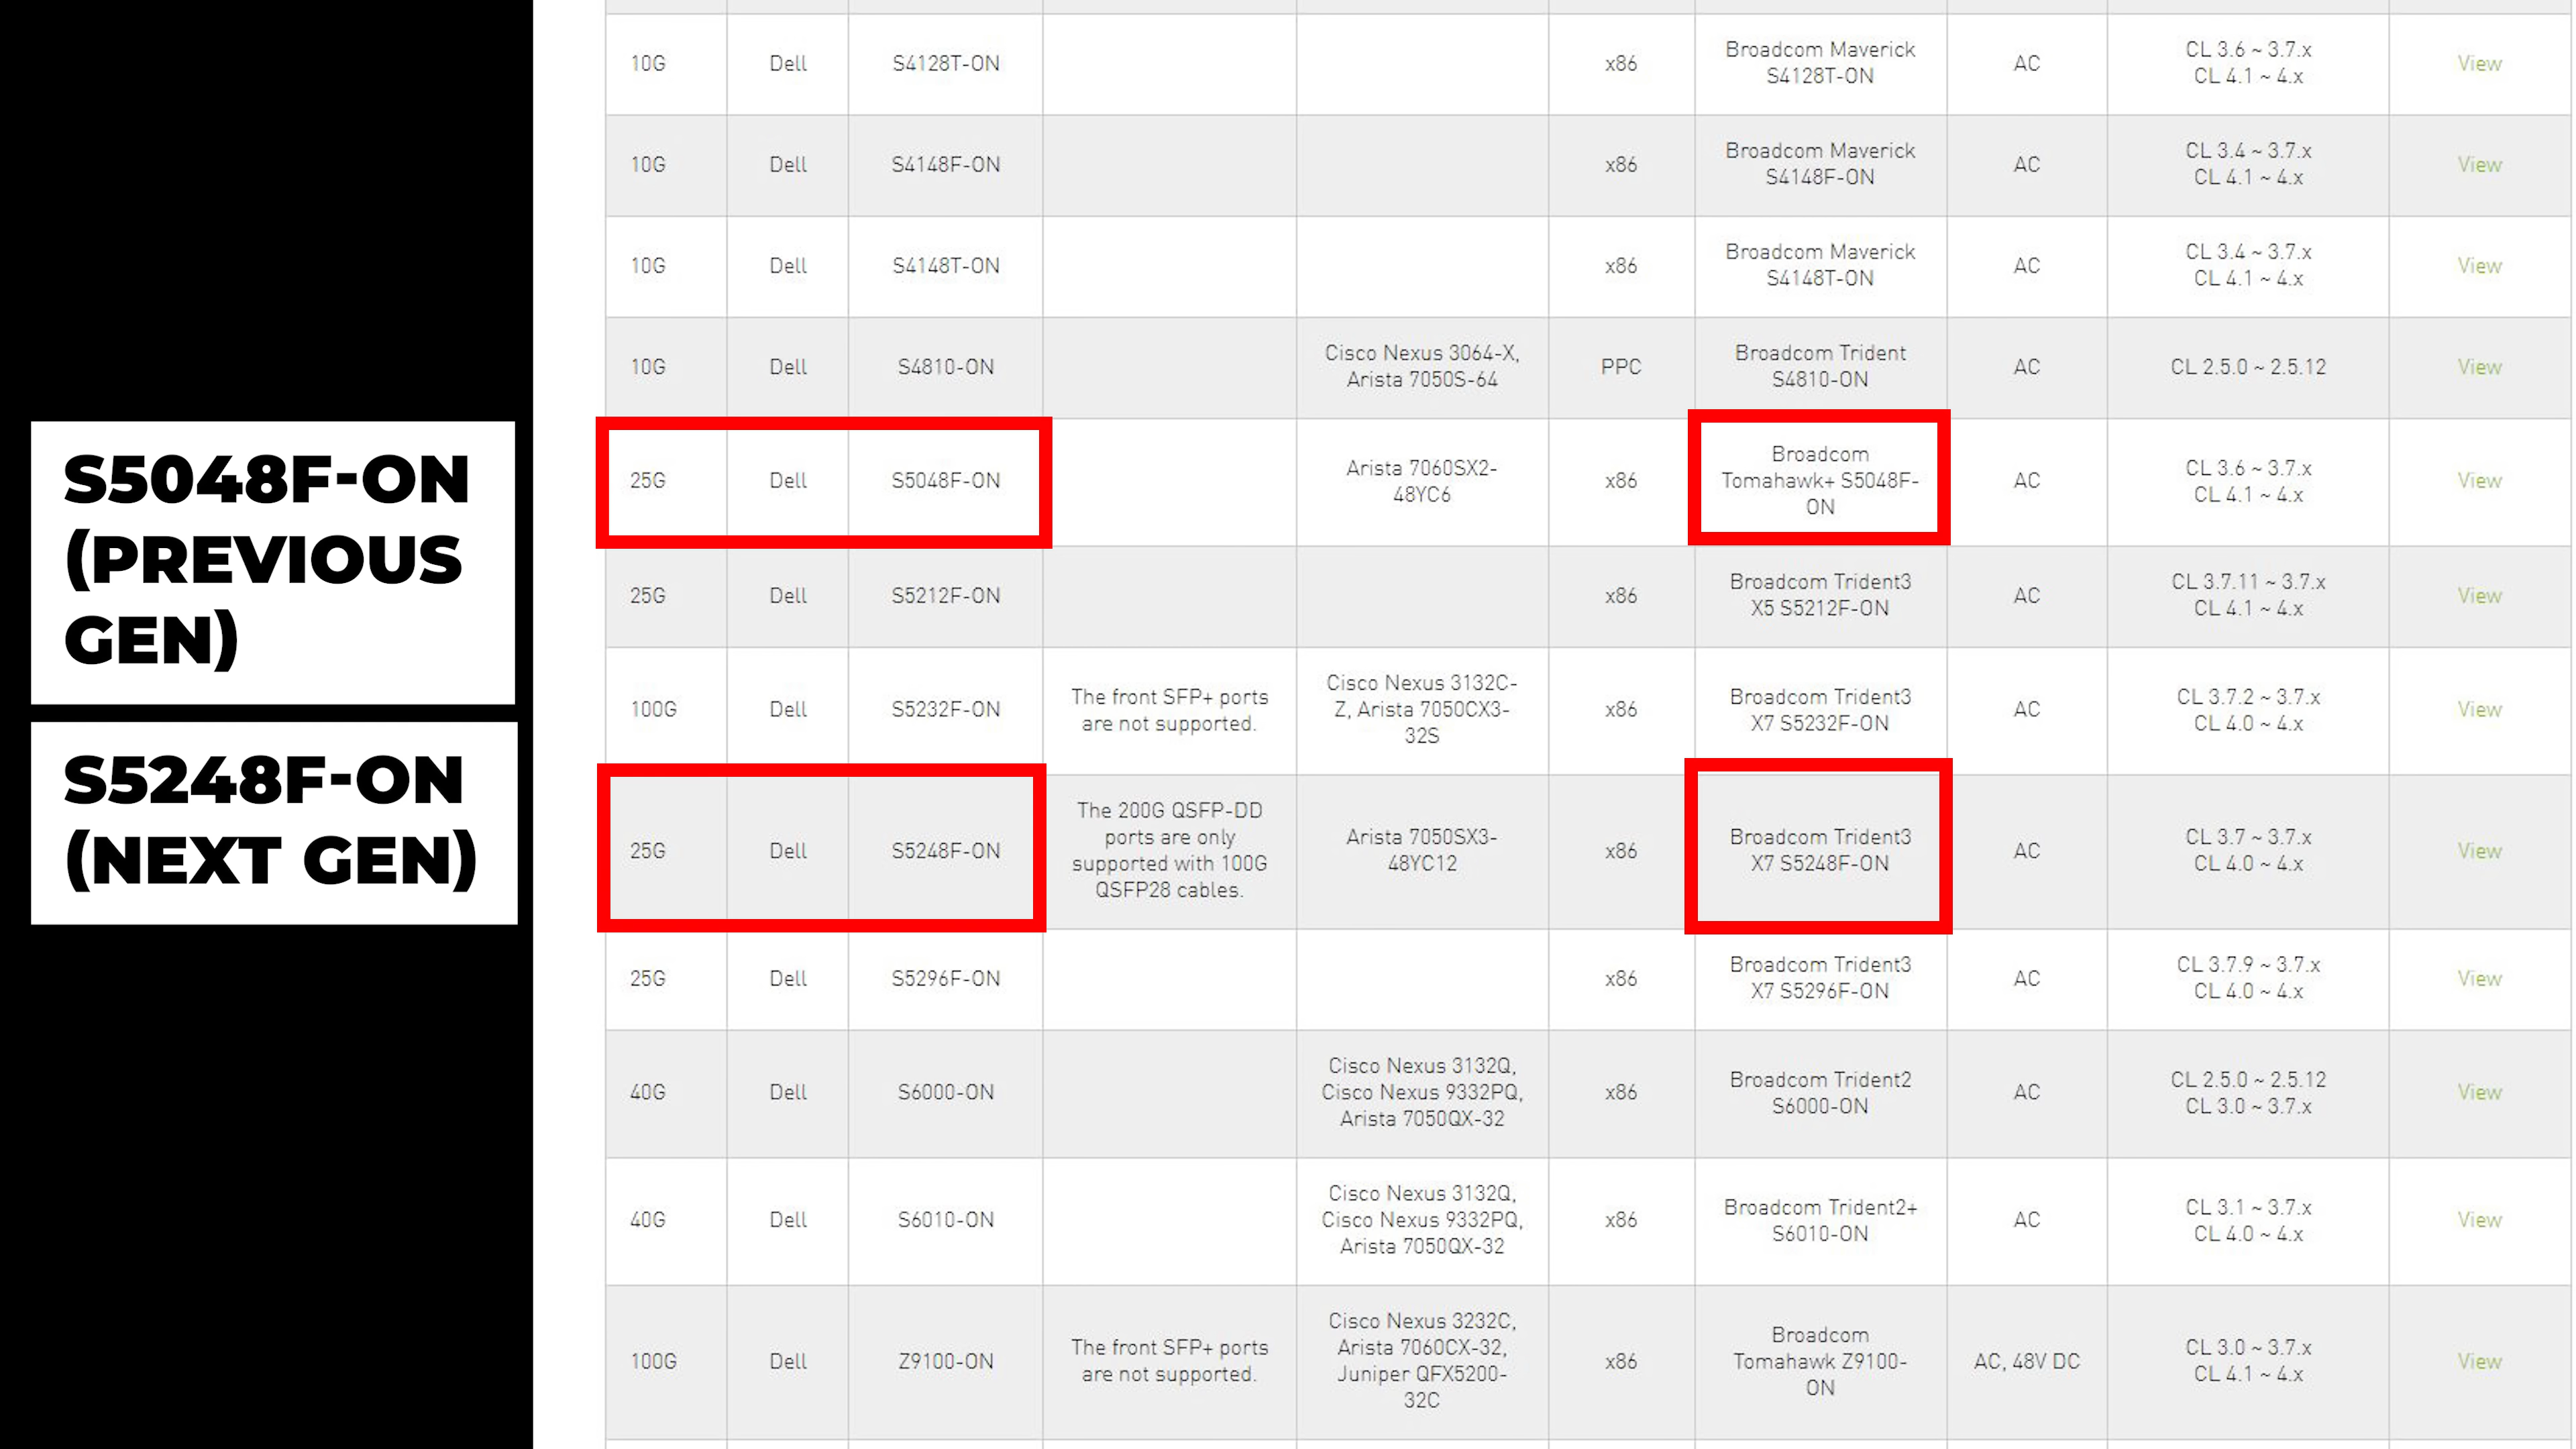 S5048F-ON
(PREVIOUS
GEN)
S5248F-ON
(NEXT GEN)
10G Dell S4128T-ON x86 Broadcom Maverick S4128T-ON AC CL 3.6 ~ 3.7.x CL 4.1 ~ 4.x View
10G Dell S4148F-ON x86 Broadcom Maverick S4148F-ON AC CL 3.4 ~ 3.7.x CL 4.1 ~ 4.x View
10G Dell S4148T-ON x86 Broadcom Maverick S4148T-ON AC CL 3.4 ~ 3.7.x CL 4.1 ~ 4.x View
10G Dell S4810-ON Cisco Nexus 3064-X, Arista 7050S-64 PPC Broadcom Trident S4810-ON AC CL 2.5.0 ~ 2.5.12 View
25G Dell S5048F-ON Arista 7060SX2-48YC6 x86 Broadcom Tomahawk+ S5048F-ON AC CL 3.6 ~ 3.7.x CL 4.1 ~ 4.x View
25G Dell S5212F-ON x86 Broadcom Trident3 X5 S5212F-ON AC CL 3.7.11 ~ 3.7.x CL 4.1 ~ 4.x View
100G Dell S5232F-ON The front SFP+ ports are not supported. Cisco Nexus 3132C-Z, Arista 7050CX3-32S x86 Broadcom Trident3 X7 S5232F-ON AC CL 3.7.2 ~ 3.7.x CL 4.0 ~ 4.x View
25G Dell S5248F-ON The 200G QSFP-DD ports are only supported with 100G QSFP28 cables. Arista 7050SX3-48YC12 x86 Broadcom Trident3 X7 S5248F-ON AC CL 3.7 ~ 3.7.x CL 4.0 ~ 4.x View
25G Dell S5296F-ON x86 Broadcom Trident3 X7 S5296F-ON AC CL 3.7.9 ~ 3.7.x CL 4.0 ~ 4.x View
40G Dell S6000-ON Cisco Nexus 3132Q, Cisco Nexus 9332PQ, Arista 7050QX-32 x86 Broadcom Trident2 S6000-ON AC CL 2.5.0 ~ 2.5.12 CL 3.0 ~ 3.7.x View
40G Dell S6010-ON Cisco Nexus 3132Q, Cisco Nexus 9332PQ, Arista 7050QX-32 x86 Broadcom Trident2+ S6010-ON AC CL 3.1 ~ 3.7.x CL 4.0 ~ 4.x View
100G Dell Z9100-ON The front SFP+ ports are not supported. Cisco Nexus 3232C, Arista 7060CX-32, Juniper QFX5200-32C x86 Broadcom Tomahawk Z9100-ON AC, 48V DC CL 3.0 ~ 3.7.x CL 4.1 ~ 4.x View